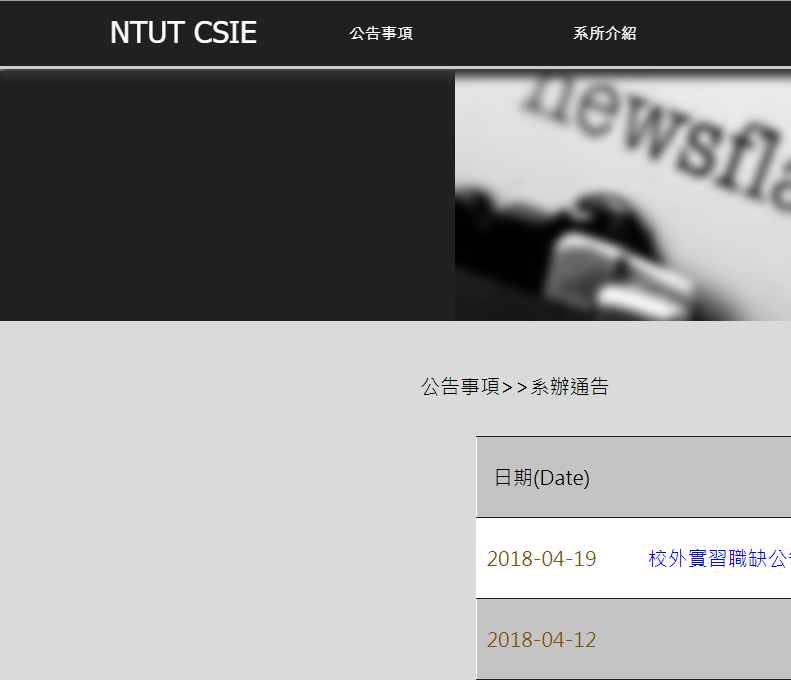 NTUT CSIE 公告事項 系所介紹
newsfla
公告事項>>系辦通告
日期(Date)
2018-04-19 校外實習職缺公
2018-04-12